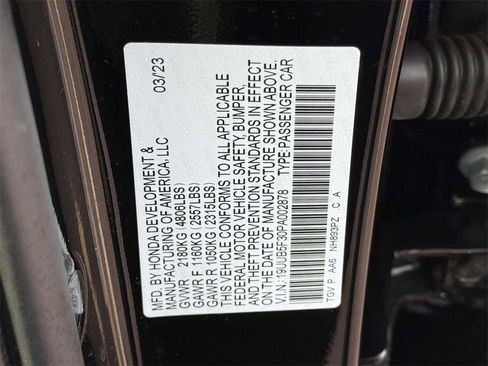 MFD. BY HONDA DEVELOPMENT & 03/23
MANUFACTURING OF AMERICA, LLC
GVWR 2180KG(4806LBS)
GAWR F 1160KG(2557LBS)
GAWR R 1050KG(2315LBS)
THIS VEHICLE CONFORMS TO ALL APPLICABLE
FEDERAL MOTOR VEHICLE SAFETY, BUMPER,
AND THEFT PREVENTION STANDARDS IN EFFECT
ON THE DATE OF MANUFACTURE SHOWN ABOVE.
V.I.N.: 19UUB5F30PA002878 TYPE:PASSENGER CAR
TGV P AA6 NH893PZ C A